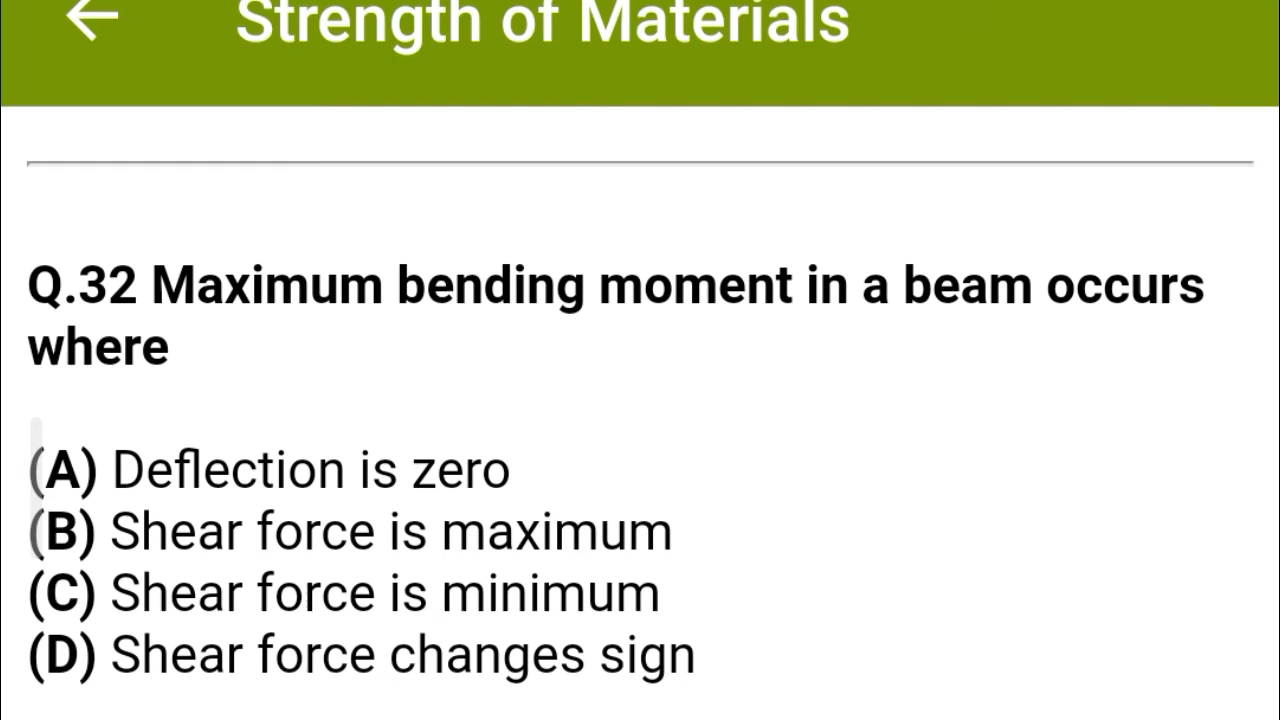 Strength of Materials
Q.32 Maximum bending moment in a beam occurs
where
(A) Deflection is zero
(B) Shear force is maximum
(C) Shear force is minimum
(D) Shear force changes sign